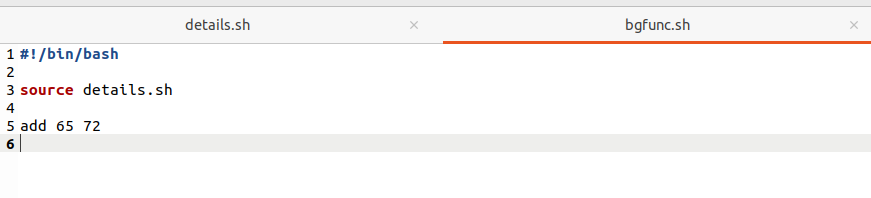 details.sh × bgfunc.sh ×
1 #!/bin/bash
2
3 source details.sh
4
5 add 65 72
6